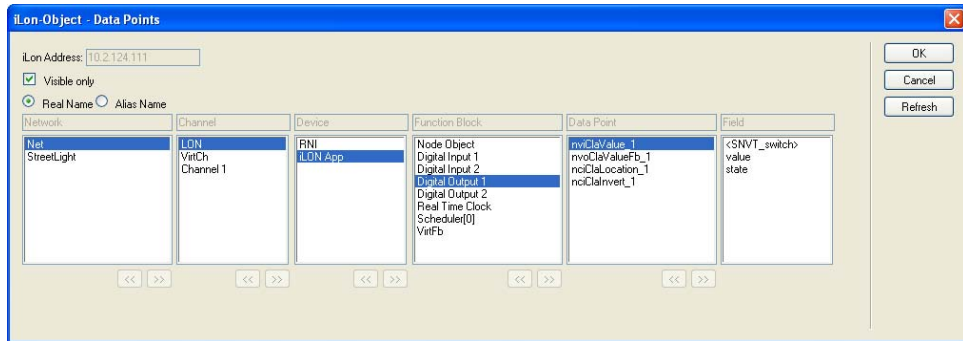 iLon-Object - Data Points
iLon Address: 10.2.124.111
Visible only
Real Name Alias Name
OK
Cancel
Refresh
Network
Net
StreetLight
Channel
LON
VirtCh
Channel 1
Device
RNI
iLON App
Function Block
Node Object
Digital Input 1
Digital Input 2
Digital Output 1
Digital Output 2
Real Time Clock
Scheduler[0]
VirtFb
Data Point
nviClaValue_1
nvoClaValueFb_1
nciClaLocation_1
nciClaInvert_1
Field
<SNVT_switch>
value
state
<< >>
<< >>
<< >>
<< >>
<< >>